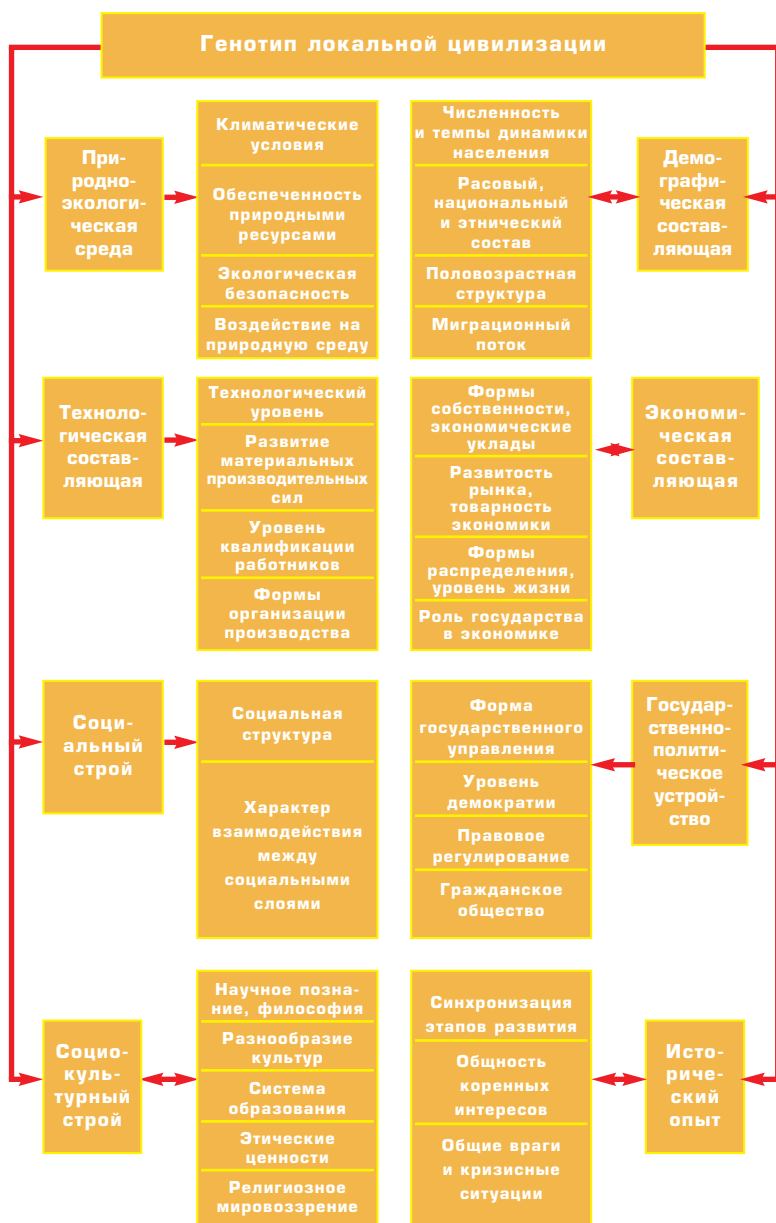 Генотип локальной цивилизации
При-
родно-
экологи-
ческая
среда
Климатические
условия
Обеспеченность
природными
ресурсами
Экологическая
безопасность
Воздействие на
природную среду
Численность
и темпы динамики
населения
Расовый,
национальный
и этнический
состав
Половозрастная
структура
Миграционный
поток
Демо-
графи-
ческая
состав-
ляющая
Техноло-
гическая
состав-
ляющая
Технологический
уровень
Развитие
материальных
производительных
сил
Уровень
квалификации
работников
Формы
организации
производства
Формы
собственности,
экономические
уклады
Развитость
рынка,
товарность
экономики
Формы
распределения,
уровень жизни
Роль государства
в экономике
Экономи-
ческая
состав-
ляющая
Соци-
альный
строй
Социальная
структура
Характер
взаимодействия
между
социальными
слоями
Форма
государственного
управления
Уровень
демократии
Правовое
регулирование
Гражданское
общество
Государ-
ственно-
полити-
ческое
устрой-
ство
Социо-
куль-
турный
строй
Научное позна-
ние, философия
Разнообразие
культур
Система
образования
Этические
ценности
Религиозное
мировоззрение
Синхронизация
этапов развития
Общность
коренных
интересов
Общие враги
и кризисные
ситуации
Исто-
ричес-
кий
опыт